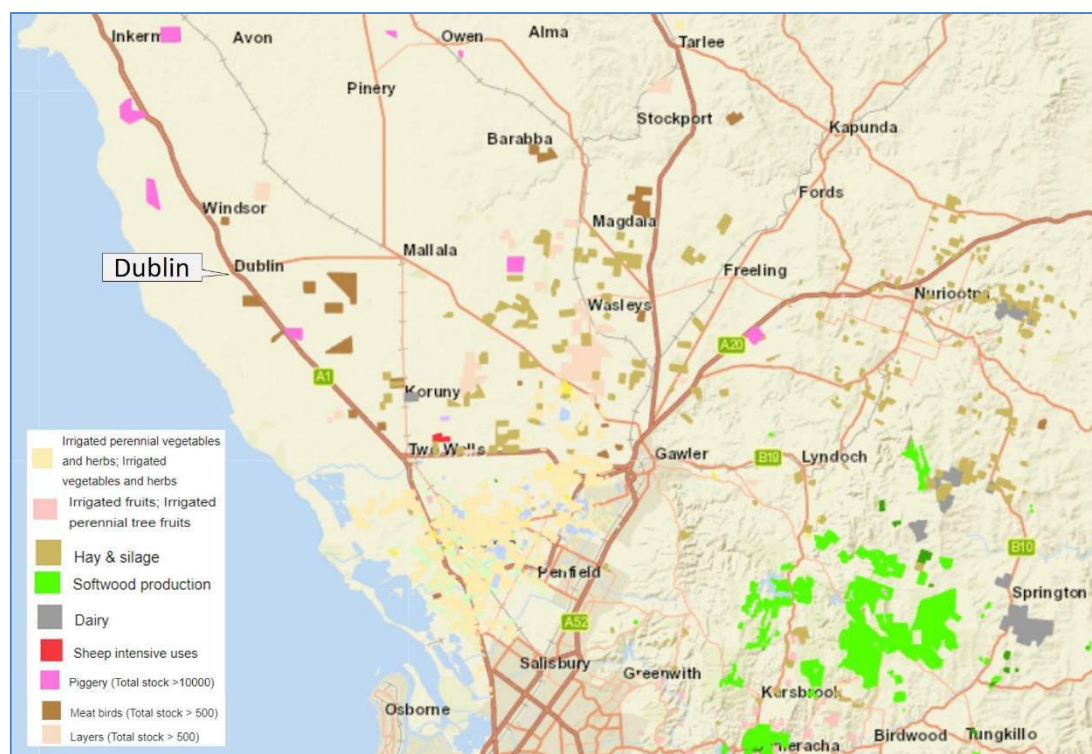 Inkerm
Avon
Owen
Alma
Tarlee
Pinery
Stockport
Barabba
Kapunda
Fords
Windsor
Magdala
Mallala
Dublin
Dublin
Freeling
Wasleys
Nuriootpa
A20
A1
Koruny
Two Wells
Gawler
B19
Lyndoch
B10
Penfield
Springton
A52
Salisbury
Greenwith
Kersbrook
Osborne
Birdwood
Tungkillo
meracha
Irrigated perennial vegetables
and herbs; Irrigated
vegetables and herbs
Irrigated fruits; Irrigated
perennial tree fruits
Hay & silage
Softwood production
Dairy
Sheep intensive uses
Piggery (Total stock >10000)
Meat birds (Total stock > 500)
Layers (Total stock > 500)